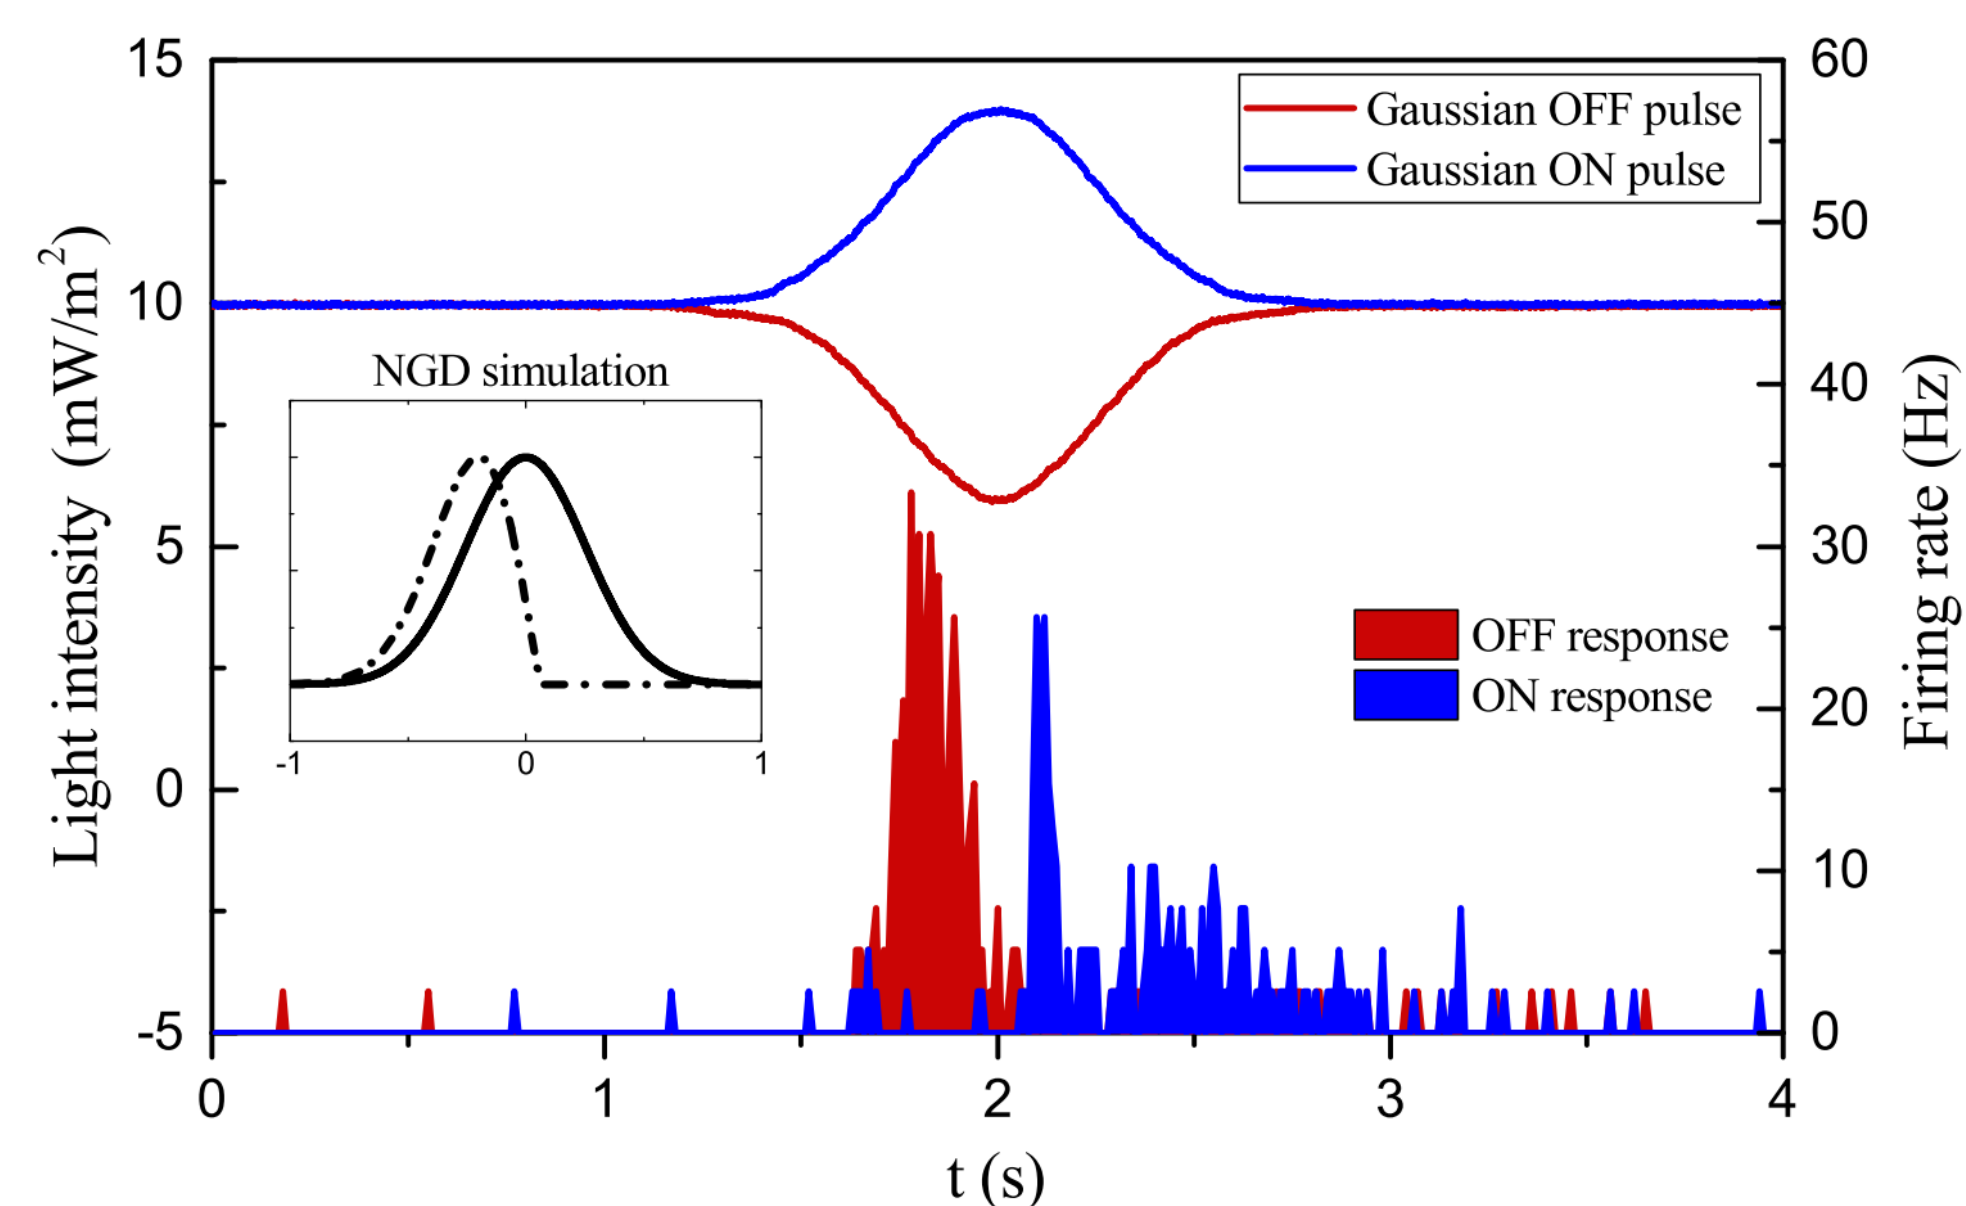 15
10
5
0
-5
Light intensity (mW/m²)
60
50
40
30
20
10
0
Firing rate (Hz)
Gaussian OFF pulse
Gaussian ON pulse
NGD simulation
-1 0 1
OFF response
ON response
0 1 2 3 4
t (s)